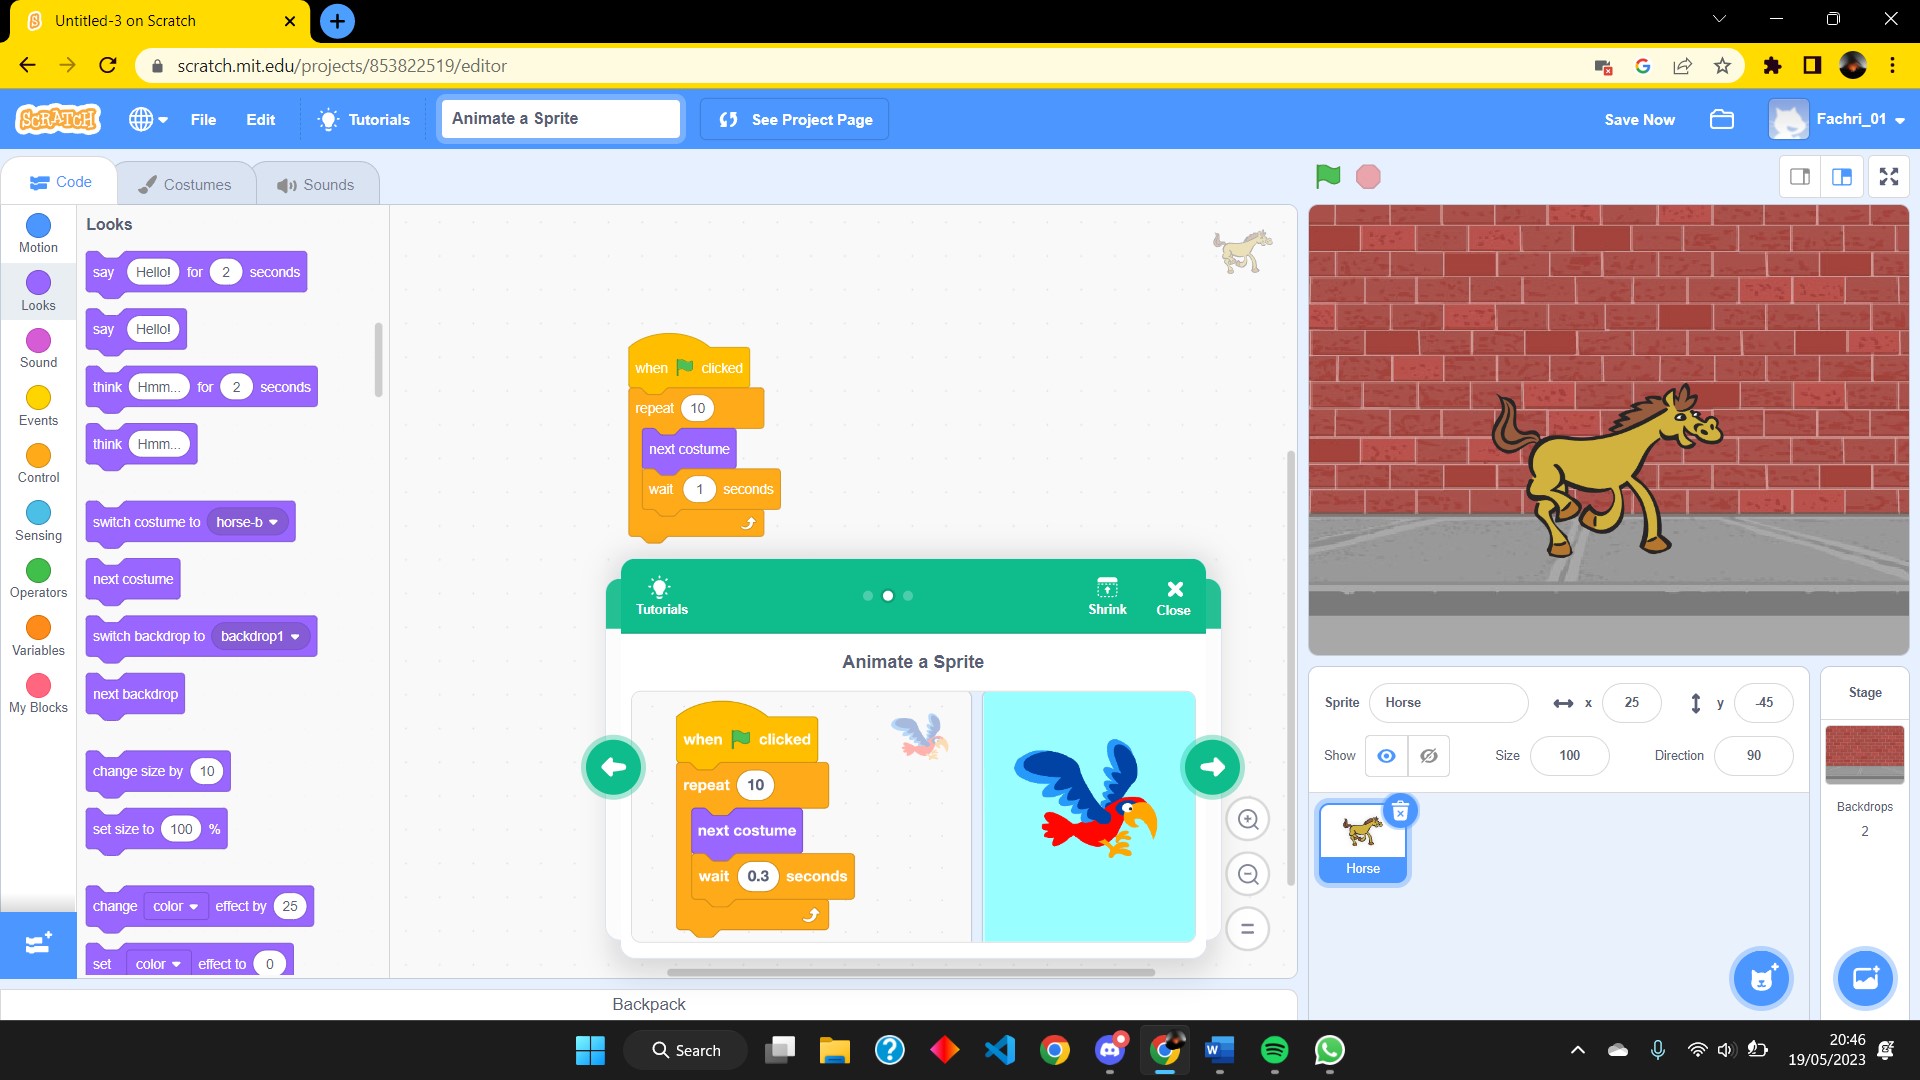 Untitled-3 on Scratch
scratch.mit.edu/projects/853822519/editor
SCRATCH
File
Edit
Tutorials
Animate a Sprite
See Project Page
Save Now
Fachri_01
Code
Costumes
Sounds
Motion
Looks
Sound
Events
Control
Sensing
Operators
Variables
My Blocks
Looks
say Hello! for 2 seconds
say Hello!
think Hmm... for 2 seconds
think Hmm...
switch costume to horse-b
next costume
switch backdrop to backdrop1
next backdrop
change size by 10
set size to 100 %
change color effect by 25
set color effect to 0
when clicked
repeat 10
next costume
wait 1 seconds
Tutorials
Shrink
Close
Animate a Sprite
when clicked
repeat 10
next costume
wait 0.3 seconds
Backpack
Sprite Horse x 25 y -45
Show Size 100 Direction 90
Horse
Stage
Backdrops
2
Search
20:46
19/05/2023